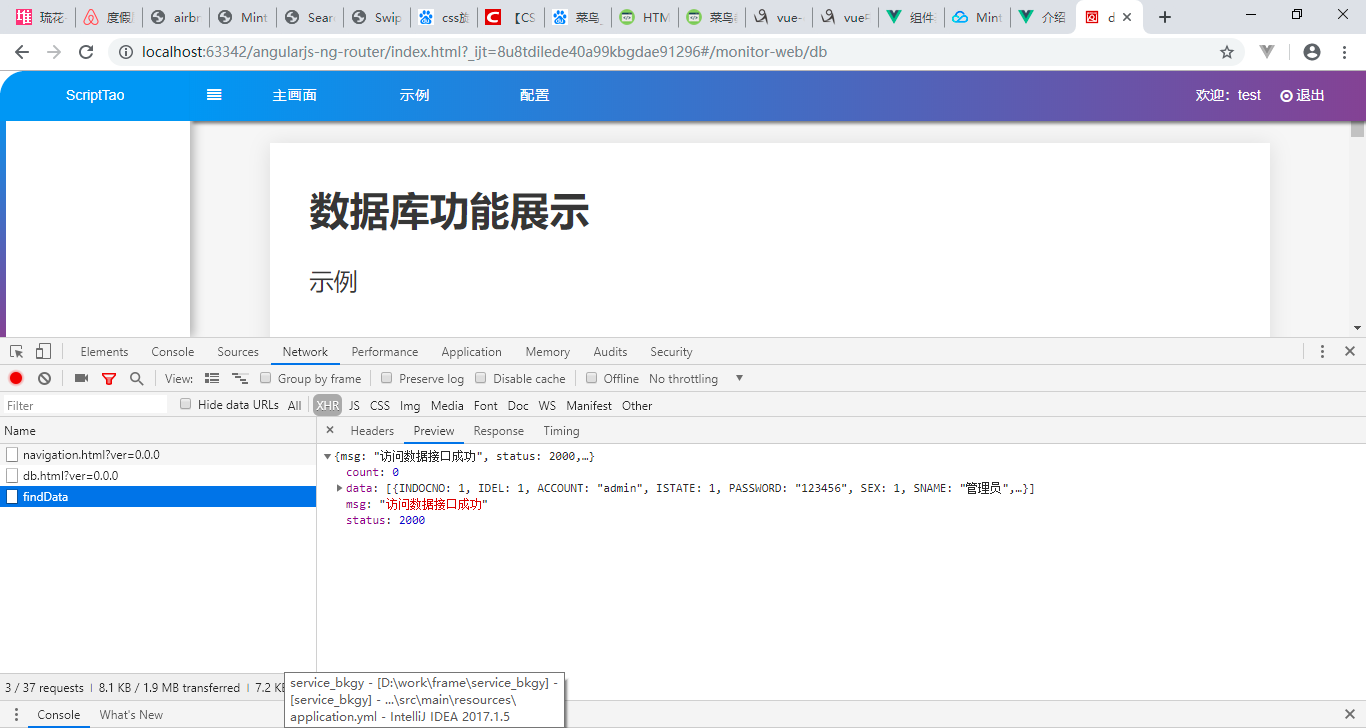 琉花 度假 airbr Mint Sear Swip css旋 【CS 菜鸟 HTM 菜鸟 vue- vueF 组件 Mint 介绍 d
localhost:63342/angularjs-ng-router/index.html?_ijt=8u8tdilede40a99kbgdae91296#/monitor-web/db
ScriptTao 主画面 示例 配置 欢迎：test 退出
数据库功能展示
示例
Elements Console Sources Network Performance Application Memory Audits Security
View: Group by frame Preserve log Disable cache Offline No throttling
Filter Hide data URLs All XHR JS CSS Img Media Font Doc WS Manifest Other
Name Headers Preview Response Timing
navigation.html?ver=0.0.0
db.html?ver=0.0.0
findData
{msg: "访问数据接口成功", status: 2000,…}
count: 0
data: [{INDOCNO: 1, IDEL: 1, ACCOUNT: "admin", ISTATE: 1, PASSWORD: "123456", SEX: 1, SNAME: "管理员",…}]
msg: "访问数据接口成功"
status: 2000
3 / 37 requests 8.1 KB / 1.9 MB transferred 7.2 K
service_bkgy - [D:\work\frame\service_bkgy] -
[service_bkgy] - ...\src\main\resources\
application.yml - IntelliJ IDEA 2017.1.5
Console What's New